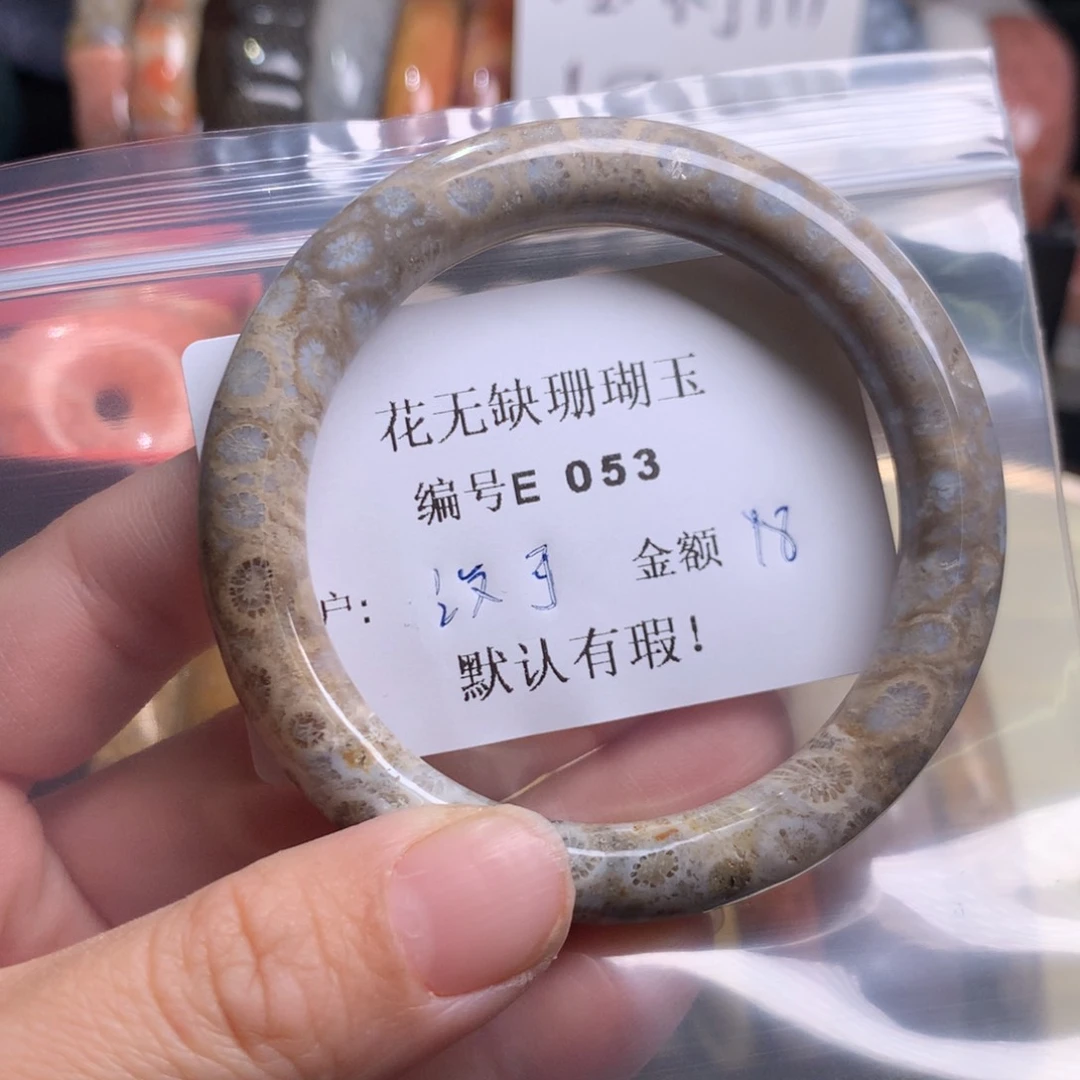 花无缺珊瑚玉
编号E 053
户: 金额 18
默认有瑕!